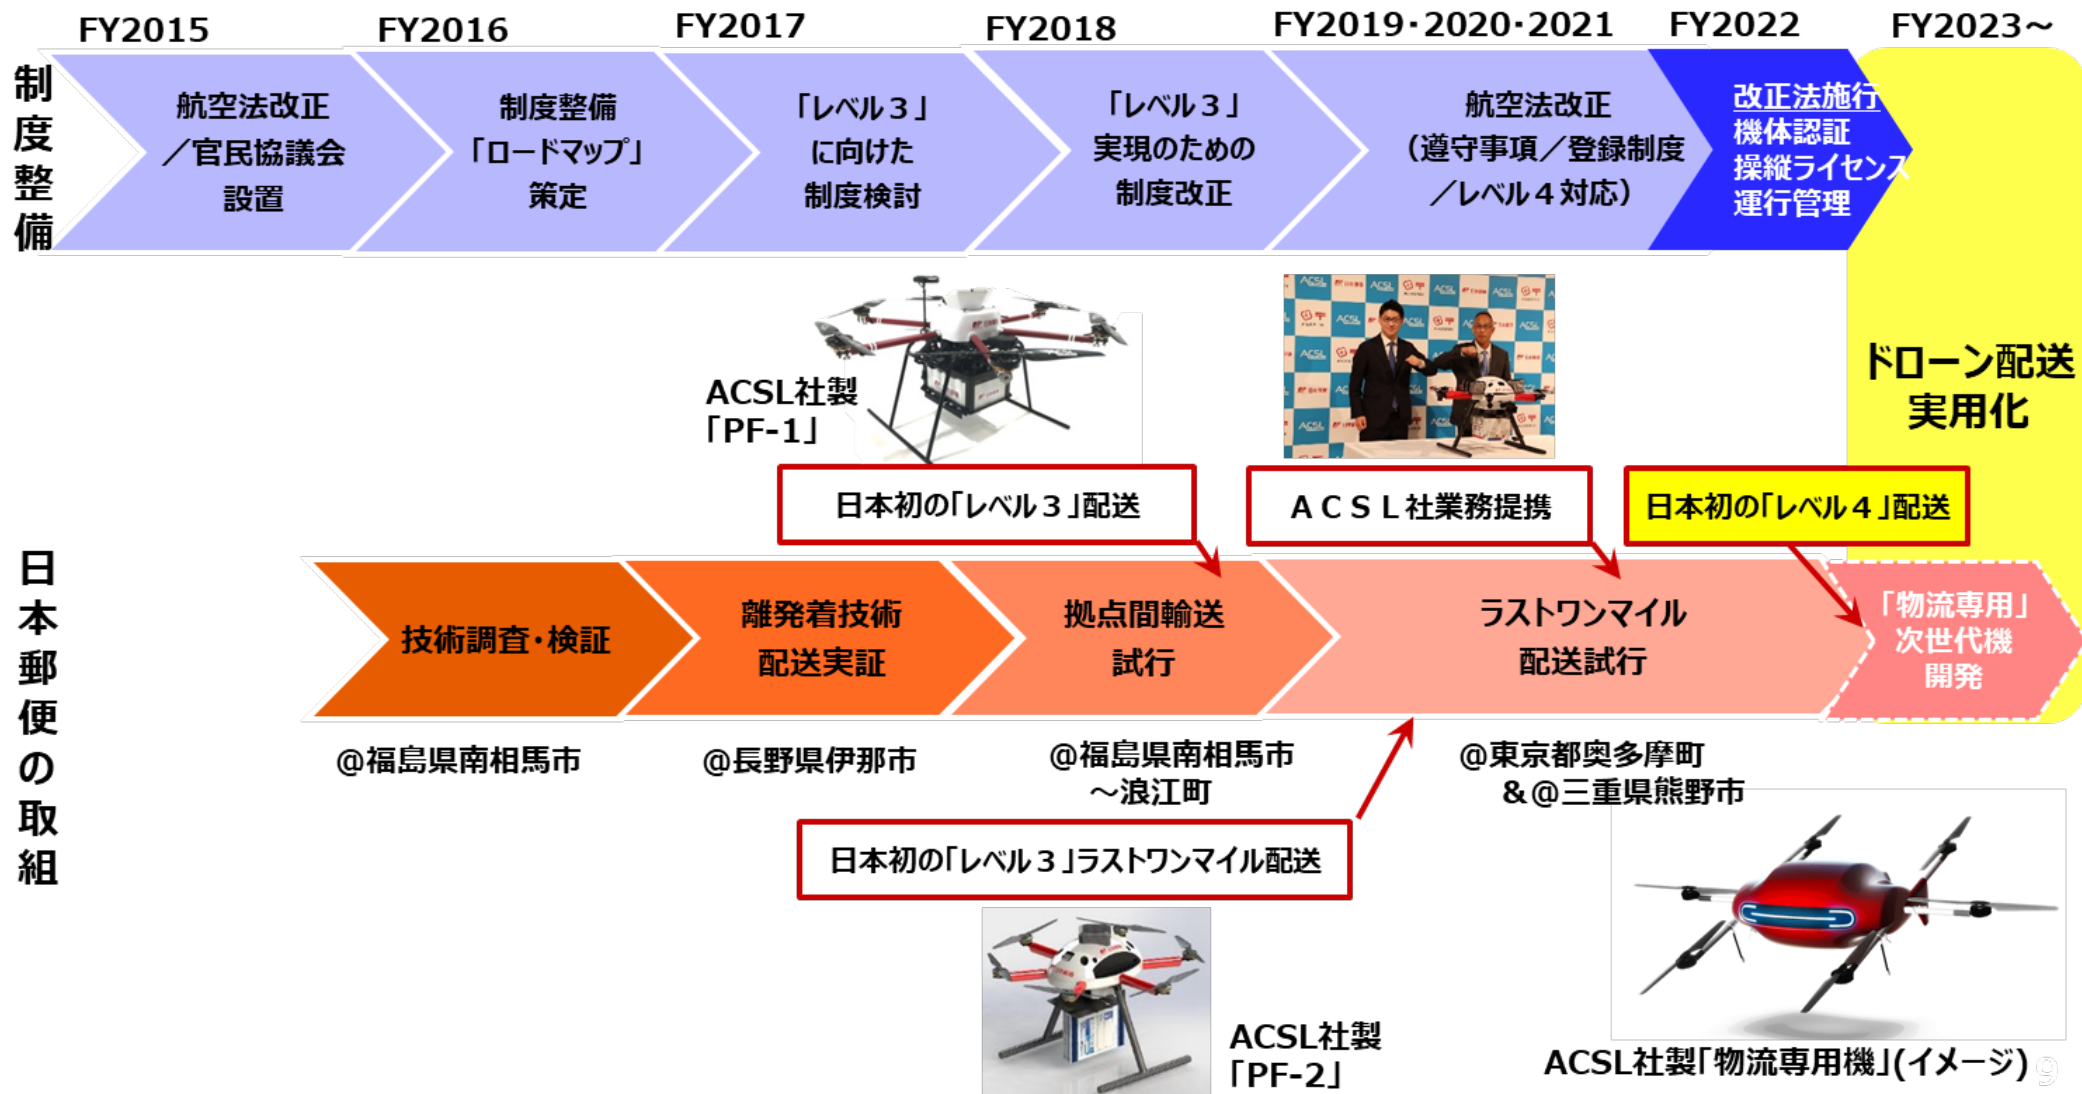 FY2015
FY2016
FY2017
FY2018
FY2019・2020・2021
FY2022
FY2023～
制度整備
航空法改正
／官民協議会
設置
制度整備
「ロードマップ」
策定
「レベル３」
に向けた
制度検討
「レベル３」
実現のための
制度改正
航空法改正
（遵守事項／登録制度
／レベル４対応）
改正法施行
機体認証
操縦ライセンス
運行管理
ドローン配送
実用化
ACSL社製
「PF-1」
日本初の「レベル３」配送
ＡＣＳＬ社業務提携
日本初の「レベル４」配送
日本郵便の取組
技術調査・検証
離発着技術
配送実証
拠点間輸送
試行
ラストワンマイル
配送試行
「物流専用」
次世代機
開発
@福島県南相馬市
@長野県伊那市
@福島県南相馬市
～浪江町
@東京都奥多摩町
＆@三重県熊野市
日本初の「レベル３」ラストワンマイル配送
ACSL社製
「PF-2」
ACSL社製「物流専用機」(イメージ)
9